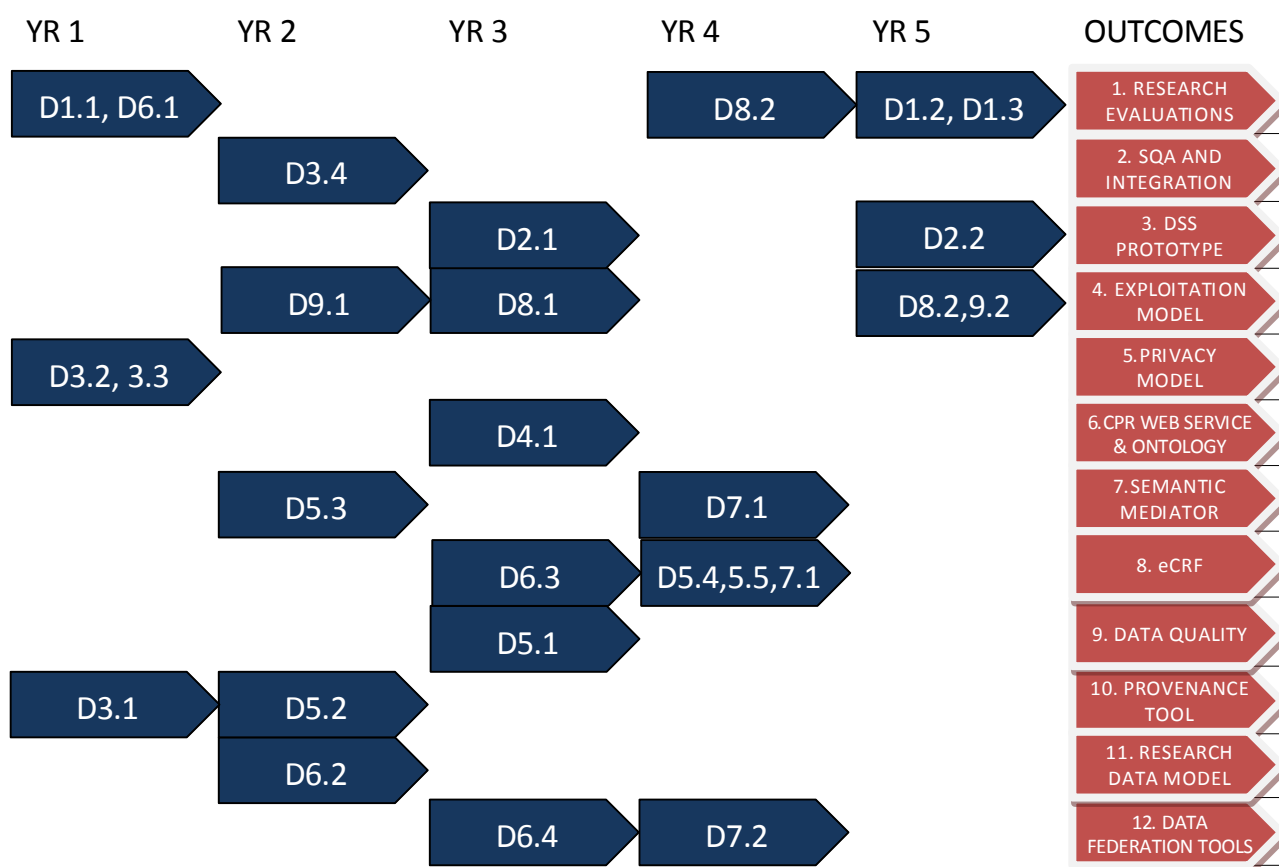 YR 1 YR 2 YR 3 YR 4 YR 5 OUTCOMES
D1.1, D6.1 D8.2 D1.2, D1.3 1. RESEARCH
EVALUATIONS
D3.4 2. SQA AND
INTEGRATION
D2.1 D2.2 3. DSS
PROTOTYPE
D9.1 D8.1 D8.2,9.2 4. EXPLOITATION
MODEL
D3.2, 3.3 5.PRIVACY
MODEL
D4.1 6.CPR WEB SERVICE
& ONTOLOGY
D5.3 D7.1 7.SEMANTIC
MEDIATOR
D6.3 D5.4,5.5,7.1 8. eCRF
D5.1 9. DATA QUALITY
D3.1 D5.2 10. PROVENANCE
TOOL
D6.2 11. RESEARCH
DATA MODEL
D6.4 D7.2 12. DATA
FEDERATION TOOLS